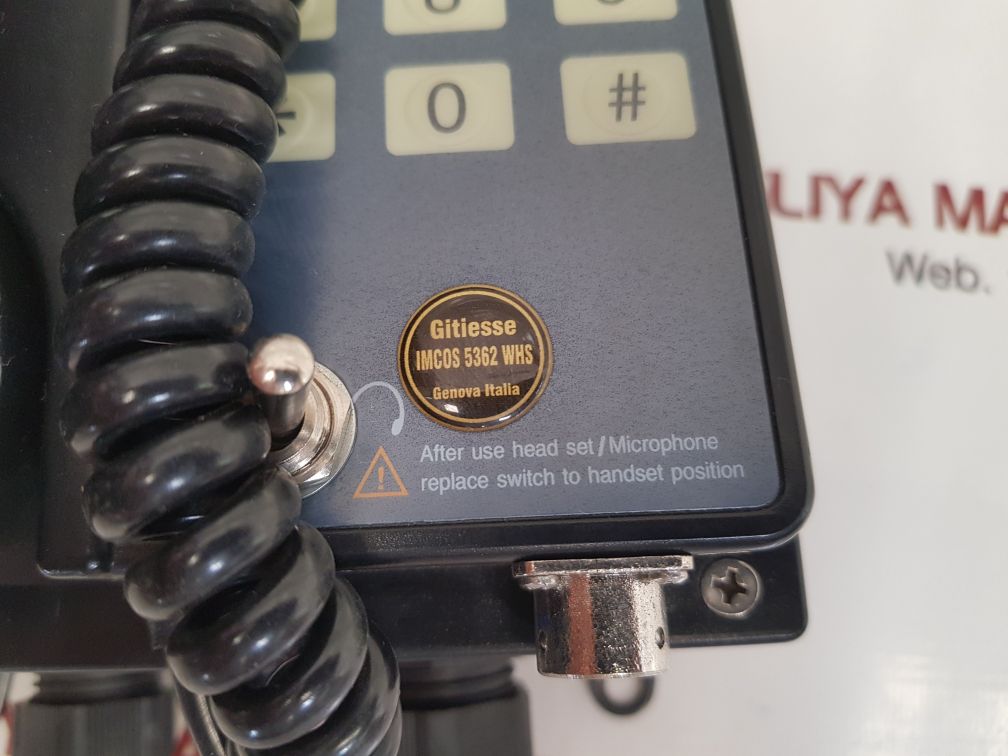 *
0
#
LIYA MA
Web.
Gitiesse
IMCOS 5362 WHS
Genova Italia
After use head set/Microphone
replace switch to handset position